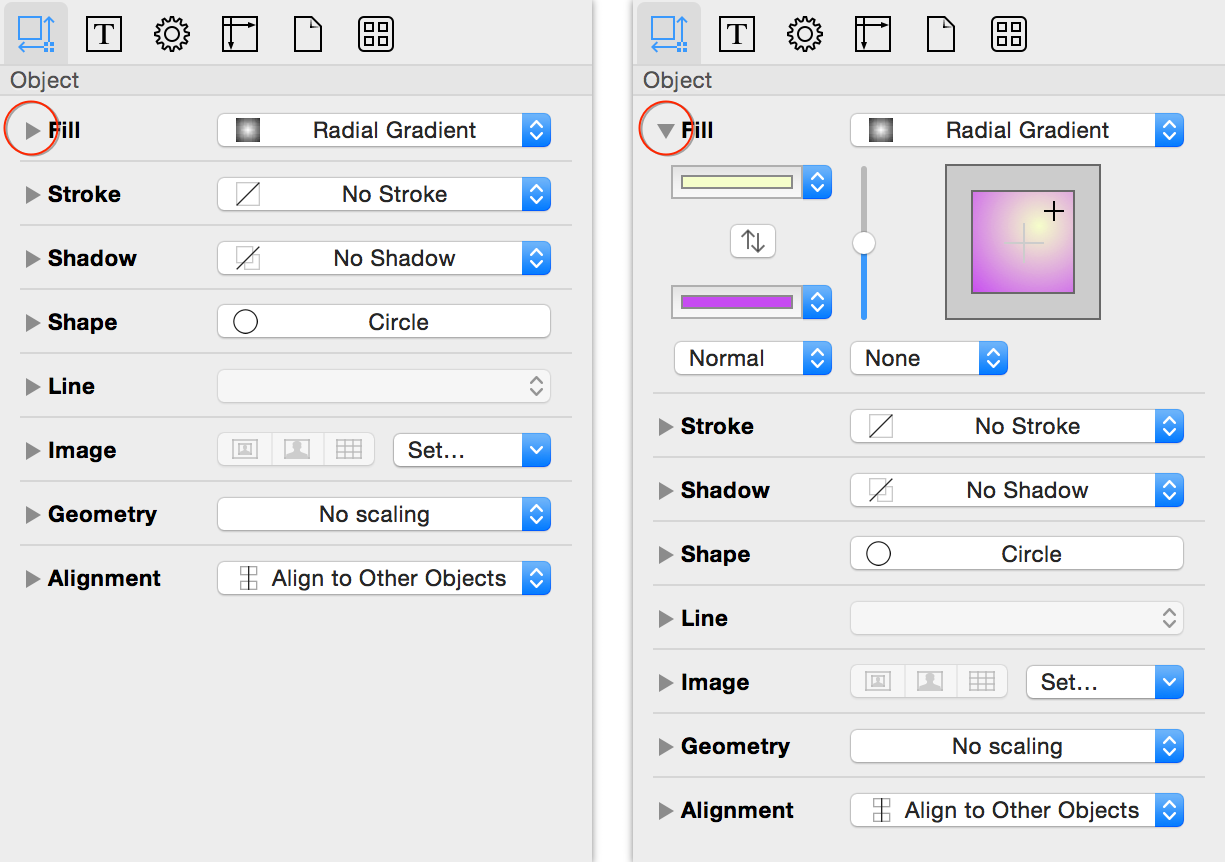 T
Object
Fill Radial Gradient
Stroke No Stroke
Shadow No Shadow
Shape Circle
Line
Image Set...
Geometry No scaling
Alignment Align to Other Objects
T
Object
Fill Radial Gradient
Normal None
Stroke No Stroke
Shadow No Shadow
Shape Circle
Line
Image Set...
Geometry No scaling
Alignment Align to Other Objects